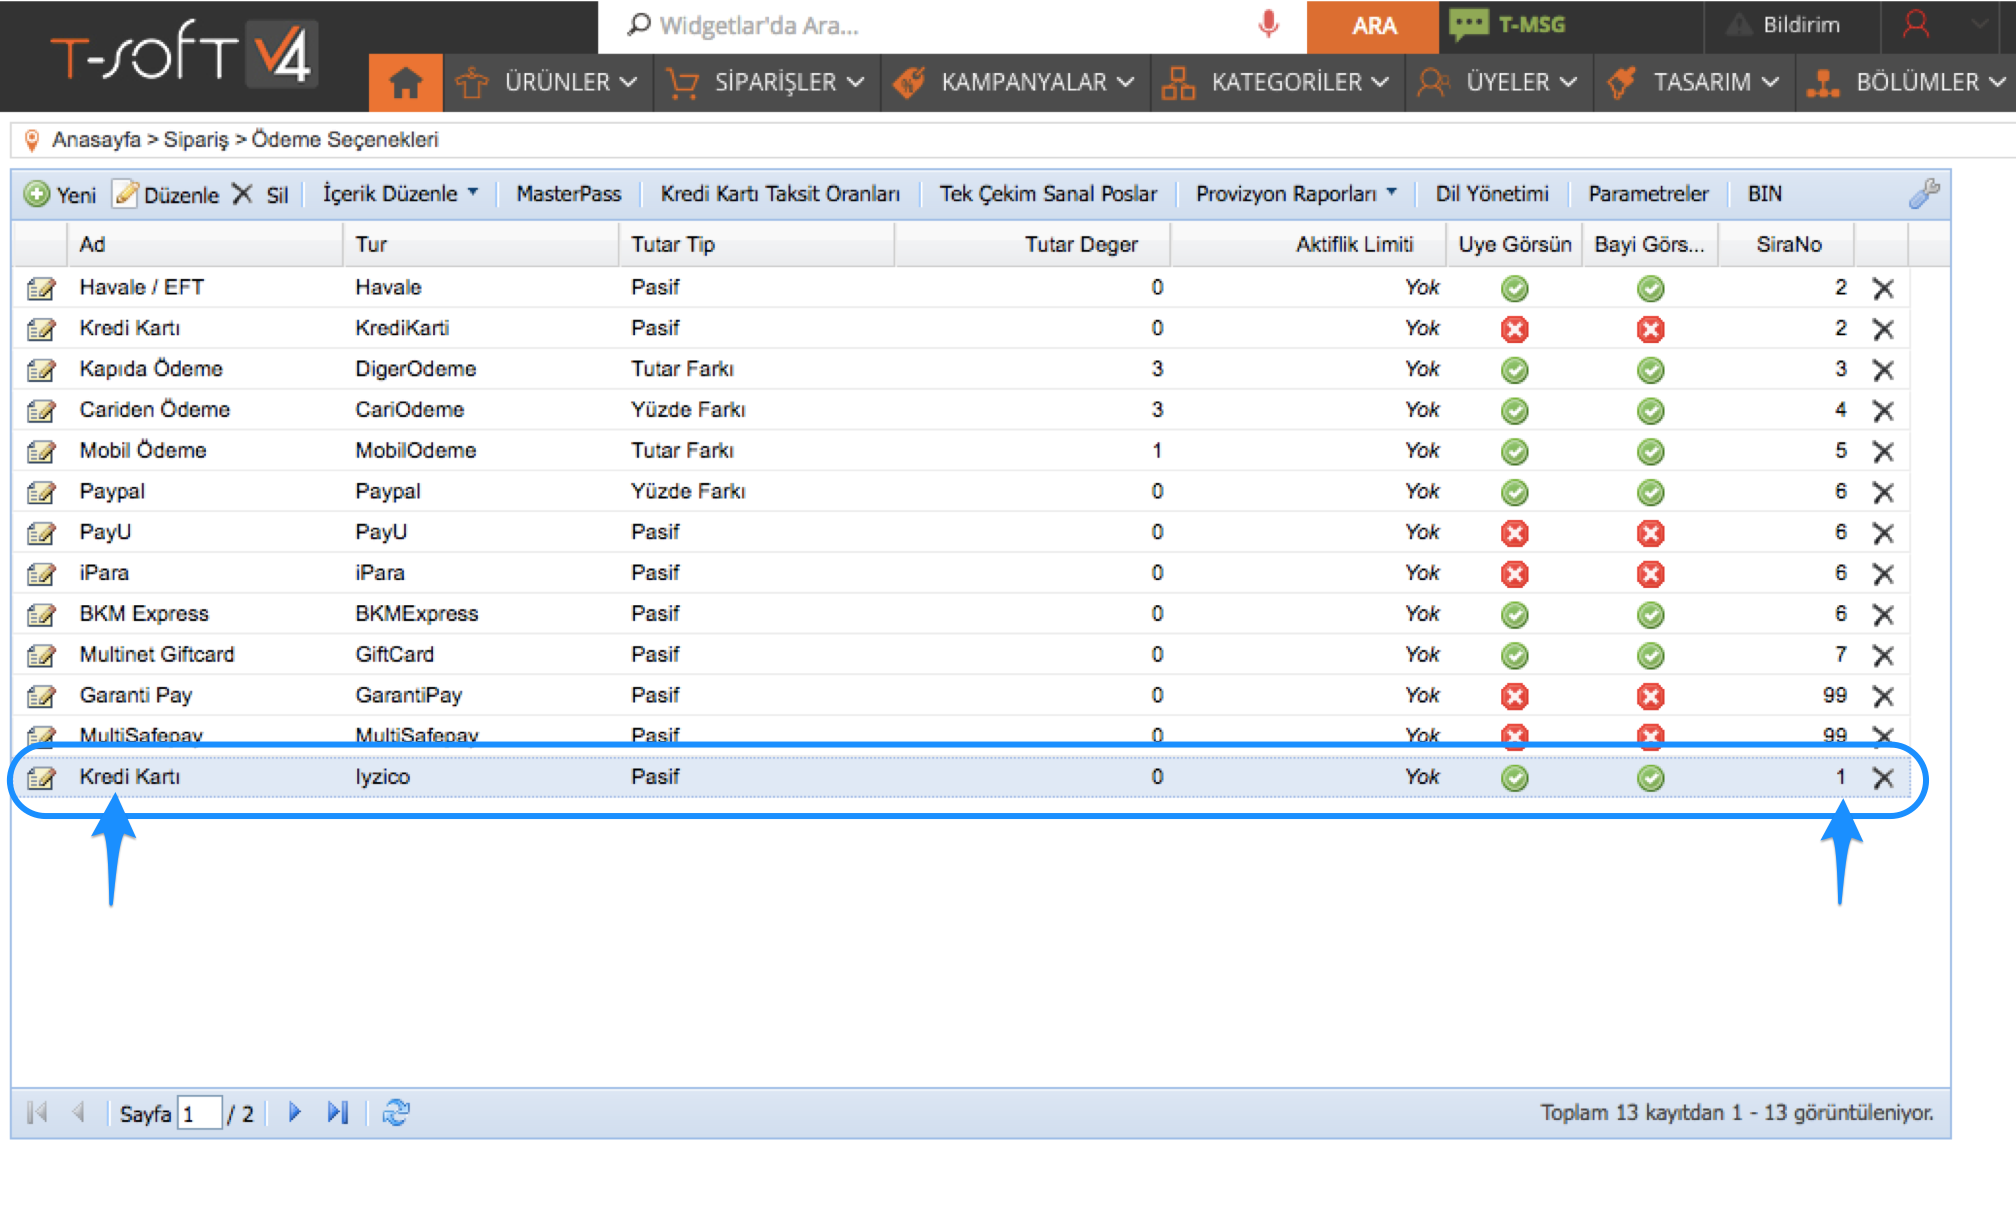 T-SOFT V4
Widgetlar'da Ara...
ARA
T-MSG
Bildirim
ÜRÜNLER
SİPARİŞLER
KAMPANYALAR
KATEGORİLER
ÜYELER
TASARIM
BÖLÜMLER
Anasayfa > Sipariş > Ödeme Seçenekleri
Yeni Düzenle Sil İçerik Düzenle MasterPass Kredi Kartı Taksit Oranları Tek Çekim Sanal Poslar Provizyon Raporları Dil Yönetimi Parametreler BIN
Ad Tur Tutar Tip Tutar Deger Aktiflik Limiti Uye Görsün Bayi Görs... SiraNo
Havale / EFT Havale Pasif 0 Yok 2
Kredi Kartı KrediKarti Pasif 0 Yok 2
Kapıda Ödeme DigerOdeme Tutar Farkı 3 Yok 3
Cariden Ödeme CariOdeme Yüzde Farkı 3 Yok 4
Mobil Ödeme MobilOdeme Tutar Farkı 1 Yok 5
Paypal Paypal Yüzde Farkı 0 Yok 6
PayU PayU Pasif 0 Yok 6
iPara iPara Pasif 0 Yok 6
BKM Express BKMExpress Pasif 0 Yok 6
Multinet Giftcard GiftCard Pasif 0 Yok 7
Garanti Pay GarantiPay Pasif 0 Yok 99
MultiSafepay MultiSafepay Pasif 0 Yok 99
Kredi Kartı Iyzico Pasif 0 Yok 1
Sayfa 1 / 2
Toplam 13 kayıtdan 1 - 13 görüntüleniyor.